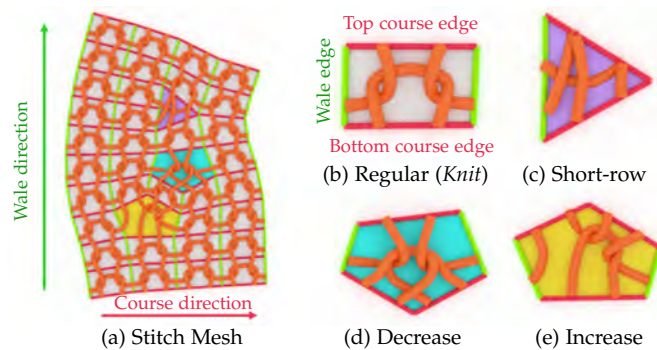 Wale direction
Course direction
(a) Stitch Mesh
Top course edge
Wale edge
Bottom course edge
(b) Regular (Knit)
(c) Short-row
(d) Decrease
(e) Increase